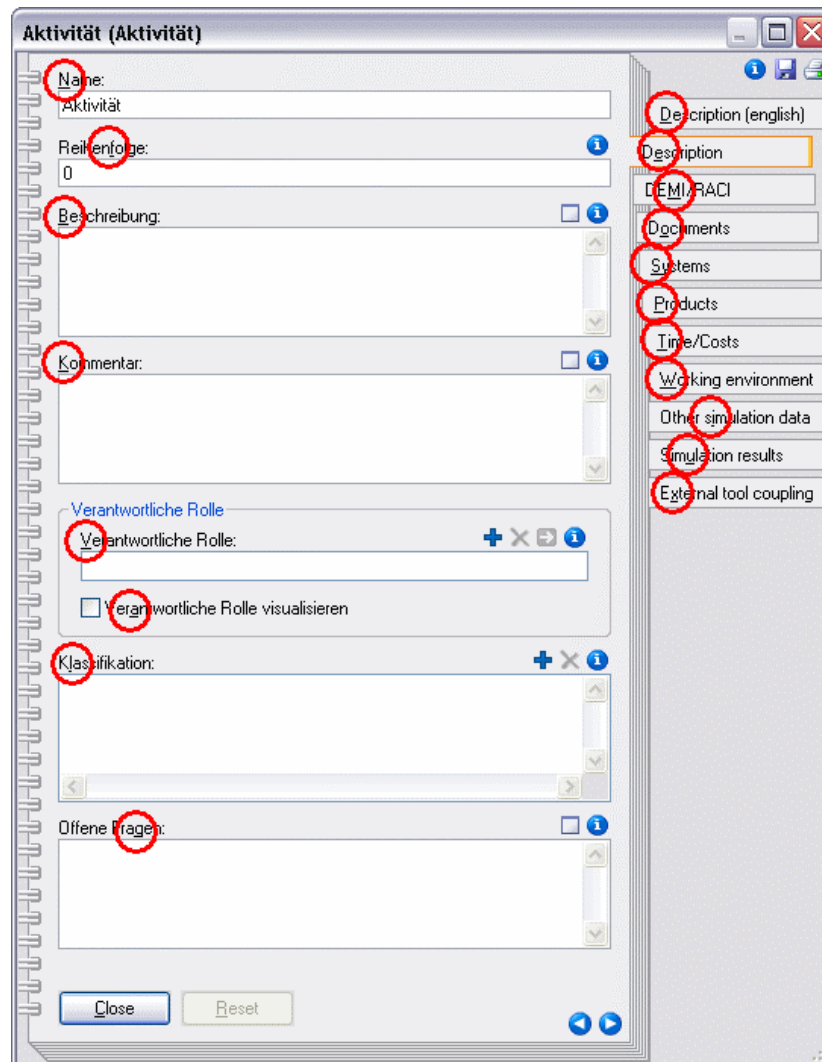 Aktivität (Aktivität)
Name:
Aktivität
Reihenfolge:
0
Beschreibung:
Kommentar:
Verantwortliche Rolle
Verantwortliche Rolle:
Verantwortliche Rolle visualisieren
Klassifikation:
Offene Fragen:
Close
Reset
Description (english)
Description
DEMI/RACI
Documents
Systems
Products
Time/Costs
Working environment
Other simulation data
Simulation results
External tool coupling